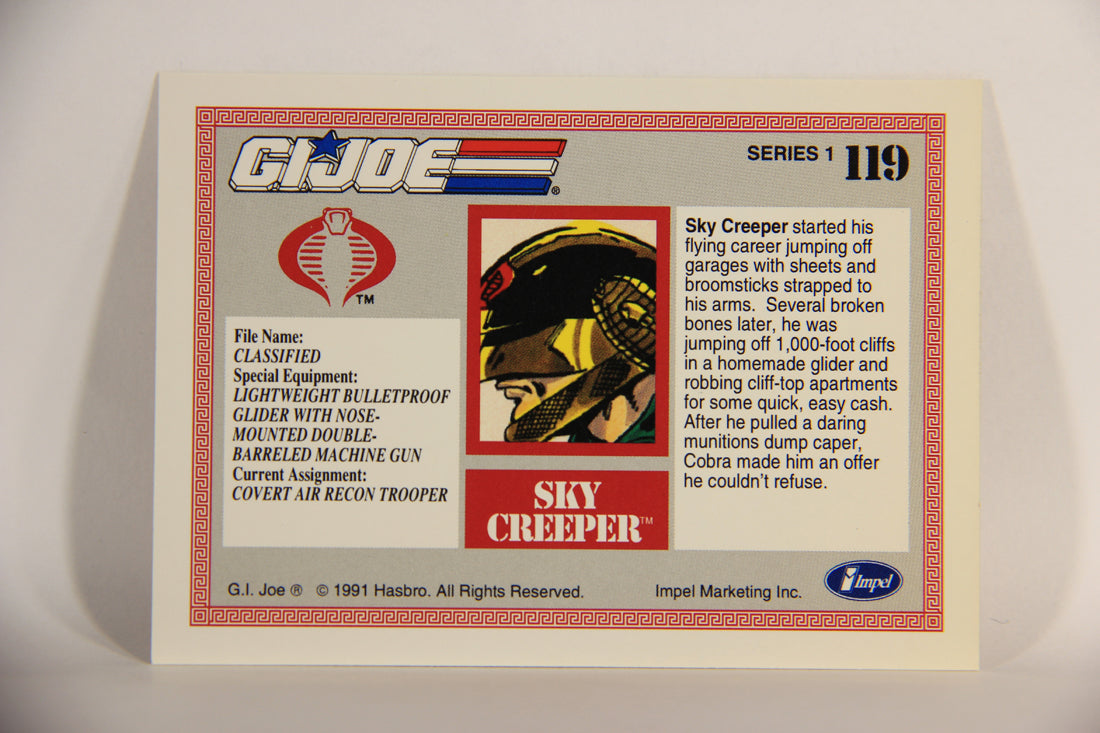 G.I.JOE ®
SERIES 1 119
TM
File Name:
CLASSIFIED
Special Equipment:
LIGHTWEIGHT BULLETPROOF
GLIDER WITH NOSE-
MOUNTED DOUBLE-
BARRELED MACHINE GUN
Current Assignment:
COVERT AIR RECON TROOPER
SKY
CREEPER™
Sky Creeper started his
flying career jumping off
garages with sheets and
broomsticks strapped to
his arms. Several broken
bones later, he was
jumping off 1,000-foot cliffs
in a homemade glider and
robbing cliff-top apartments
for some quick, easy cash.
After he pulled a daring
munitions dump caper,
Cobra made him an offer
he couldn't refuse.
G.I. Joe ® © 1991 Hasbro. All Rights Reserved.
Impel Marketing Inc.
Impel